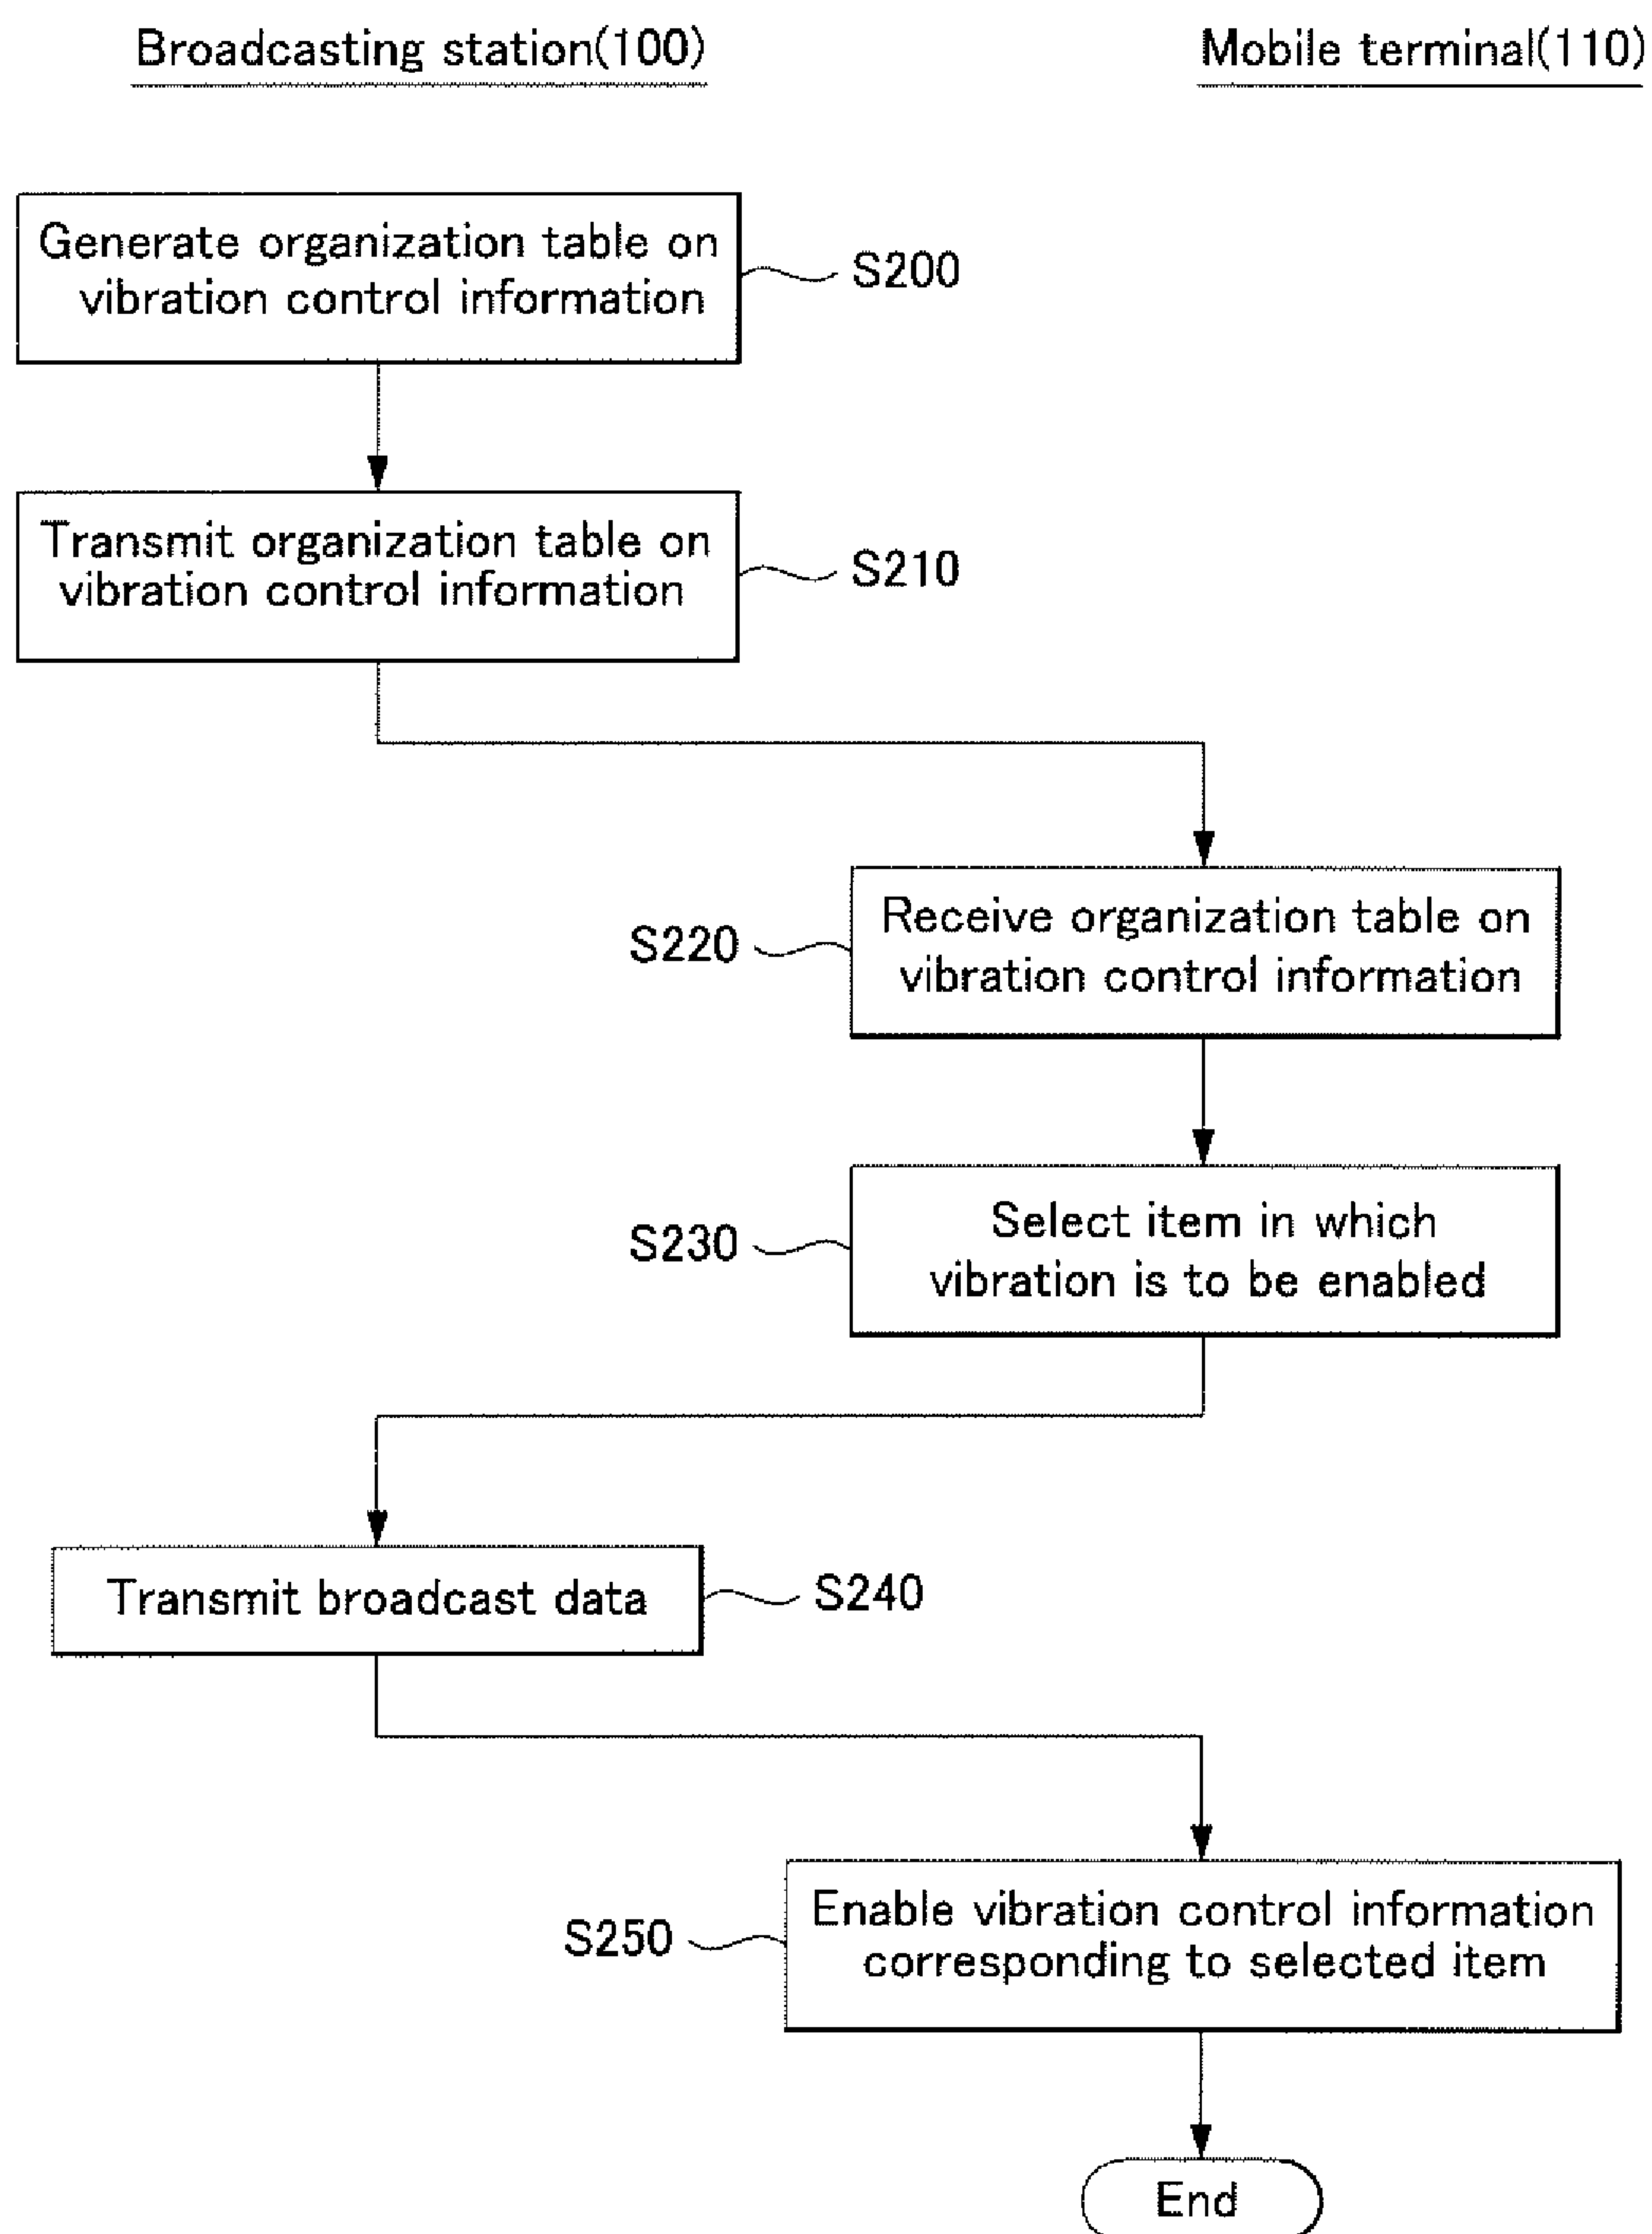 Broadcasting station(100)
Mobile terminal(110)
Generate organization table on
vibration control information
S200
Transmit organization table on
vibration control information
S210
S220
Receive organization table on
vibration control information
S230
Select item in which
vibration is to be enabled
Transmit broadcast data
S240
S250
Enable vibration control information
corresponding to selected item
End